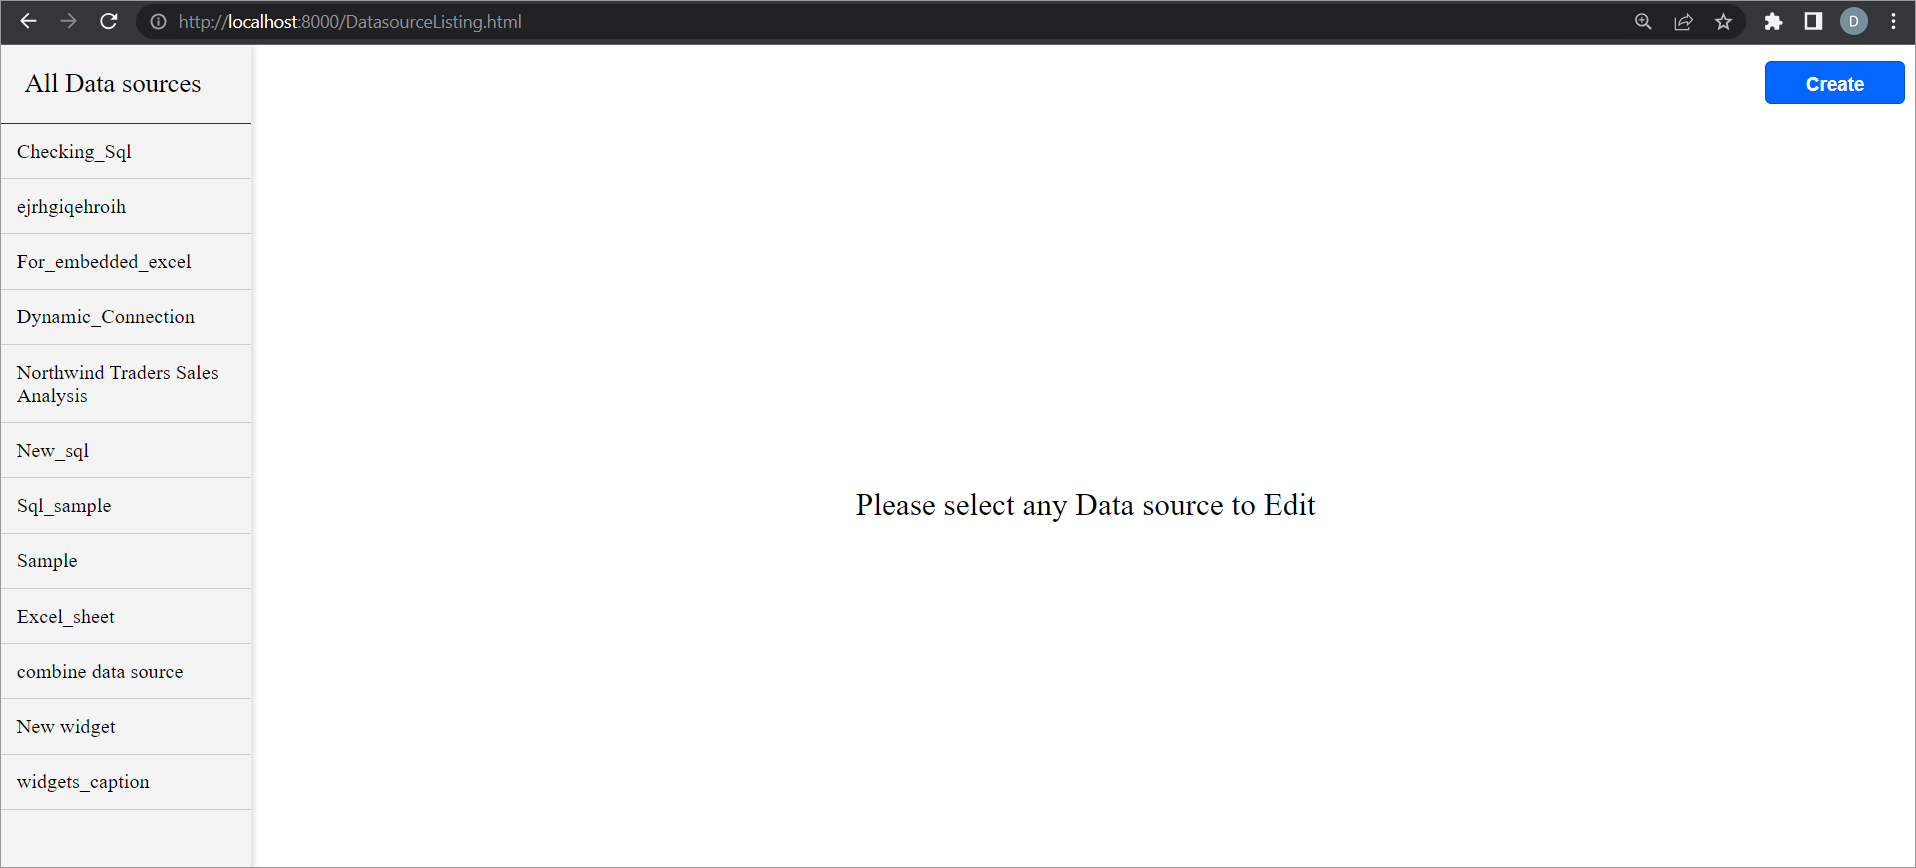 http://localhost:8000/DatasourceListing.html
D
All Data sources
Create
Checking_Sql
ejrhgiqehroih
For_embedded_excel
Dynamic_Connection
Northwind Traders Sales
Analysis
New_sql
Sql_sample
Sample
Excel_sheet
combine data source
New widget
widgets_caption
Please select any Data source to Edit